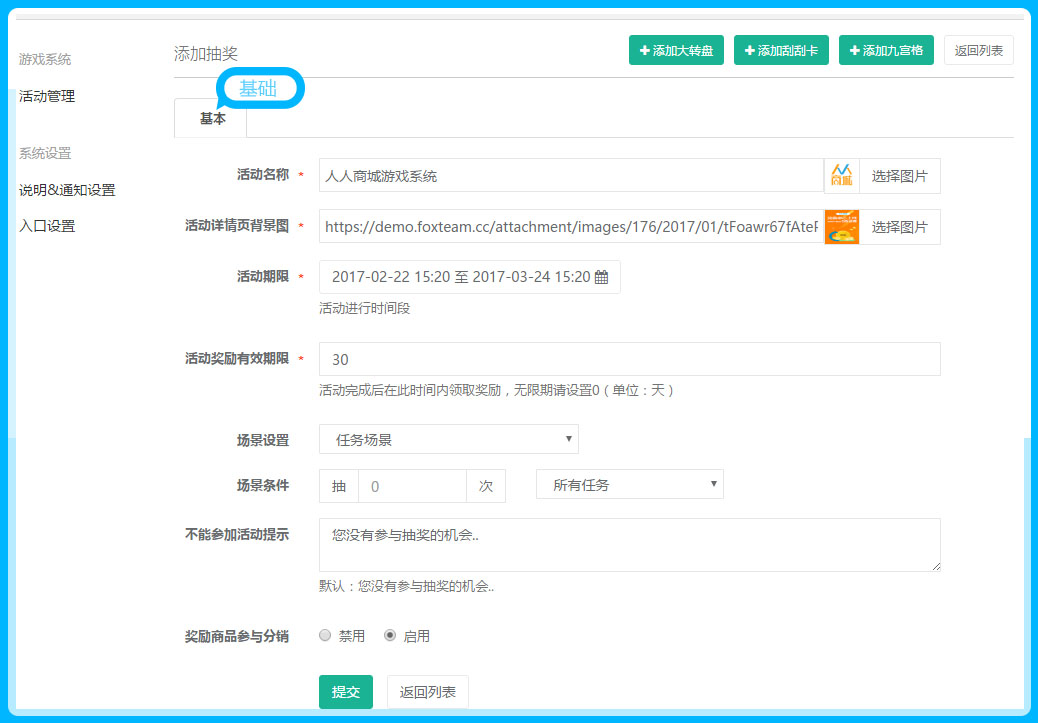 添加抽奖
添加大转盘 添加刮刮卡 添加九宫格 返回列表
游戏系统
活动管理
系统设置
说明&通知设置
入口设置
基础
基本
活动名称 * 人人商城游戏系统 商城 选择图片
活动详情页背景图 * https://demo.foxteam.cc/attachment/images/176/2017/01/tFoawr67fAteF 选择图片
活动期限 * 2017-02-22 15:20 至 2017-03-24 15:20
活动进行时间段
活动奖励有效期限 * 30
活动完成后在此时间内领取奖励，无限期请设置0（单位：天）
场景设置 任务场景
场景条件 抽 0 次 所有任务
不能参加活动提示 您没有参与抽奖的机会..
默认：您没有参与抽奖的机会..
奖励商品参与分销 禁用 启用
提交 返回列表